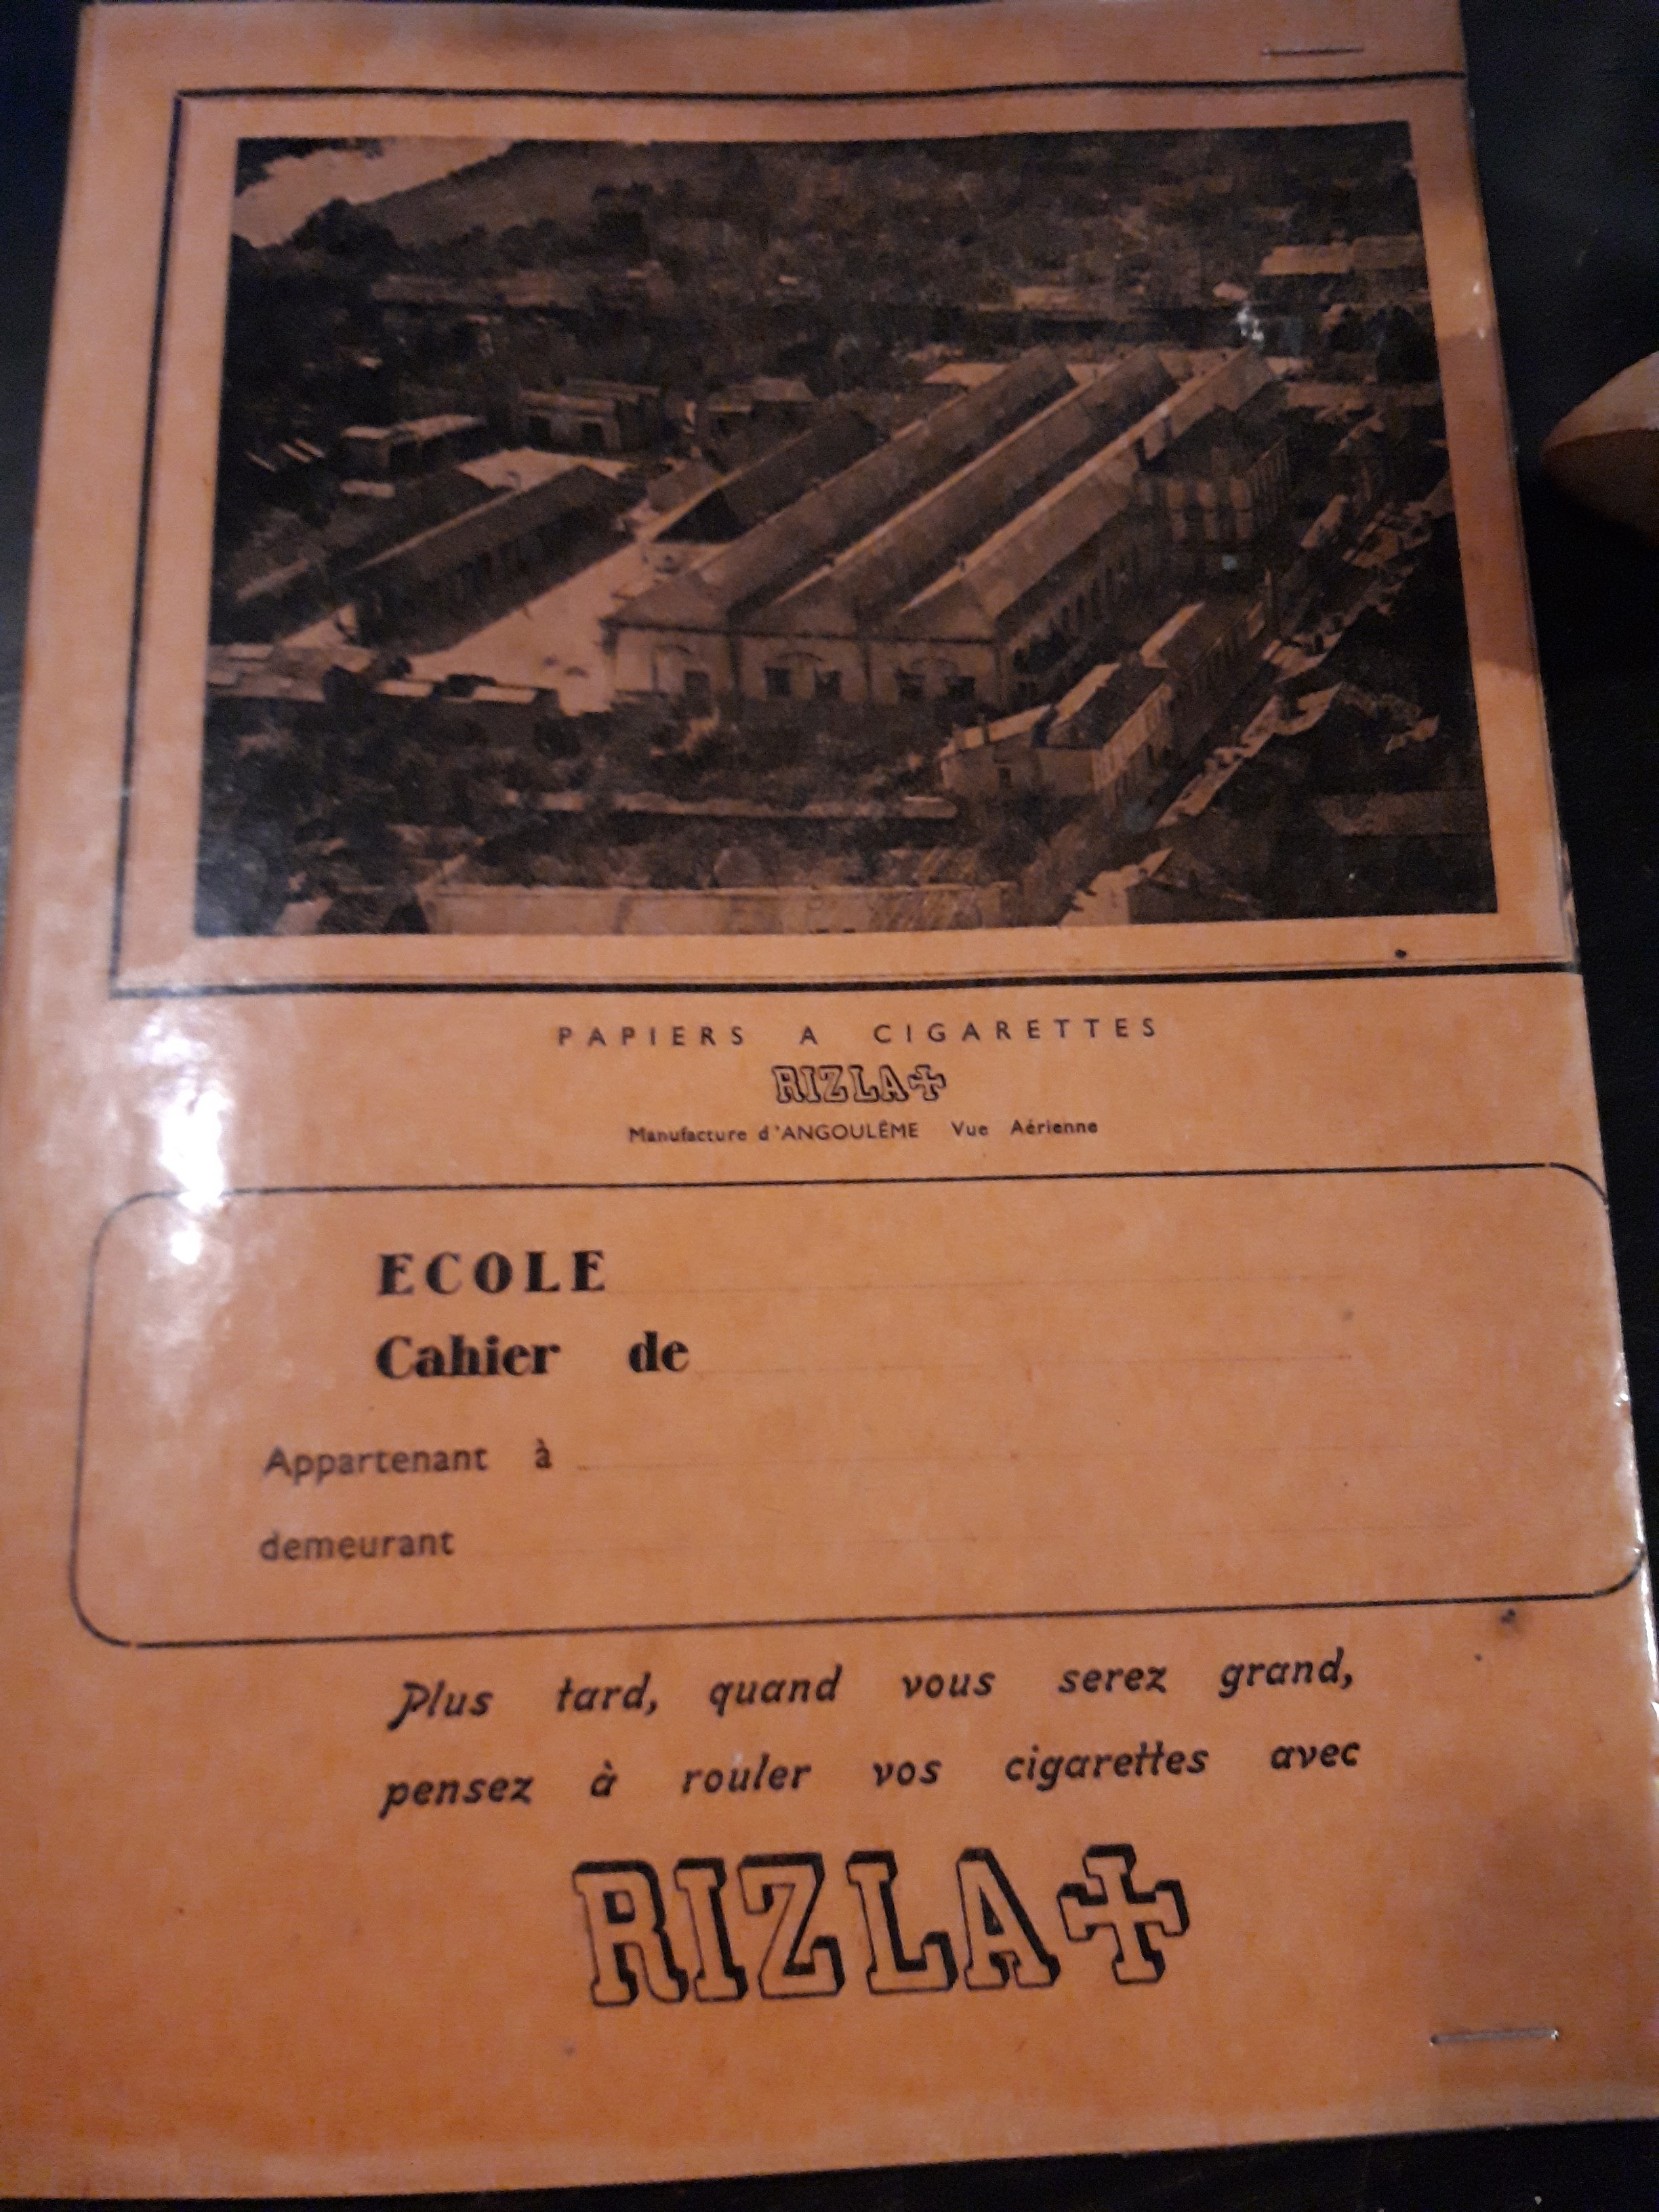 PAPIERS A CIGARETTES
RIZLA+
Manufacture d'ANGOULÊME Vue Aérienne
ECOLE
Cahier de
Appartenant à
demeurant
Plus tard, quand vous serez grand,
pensez à rouler vos cigarettes avec
RIZLA+